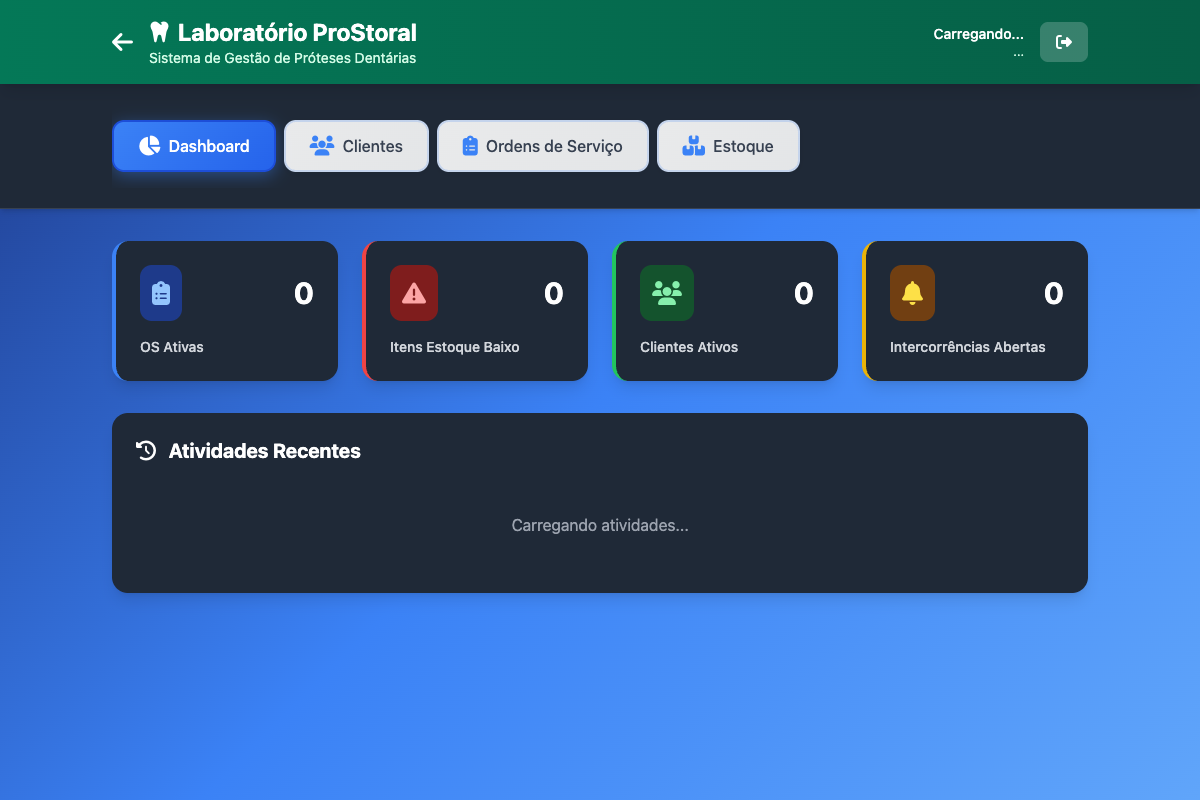 Laboratório ProStoral
Sistema de Gestão de Próteses Dentárias
Carregando...
...
Dashboard
Clientes
Ordens de Serviço
Estoque
0
OS Ativas
0
Itens Estoque Baixo
0
Clientes Ativos
0
Intercorrências Abertas
Atividades Recentes
Carregando atividades...